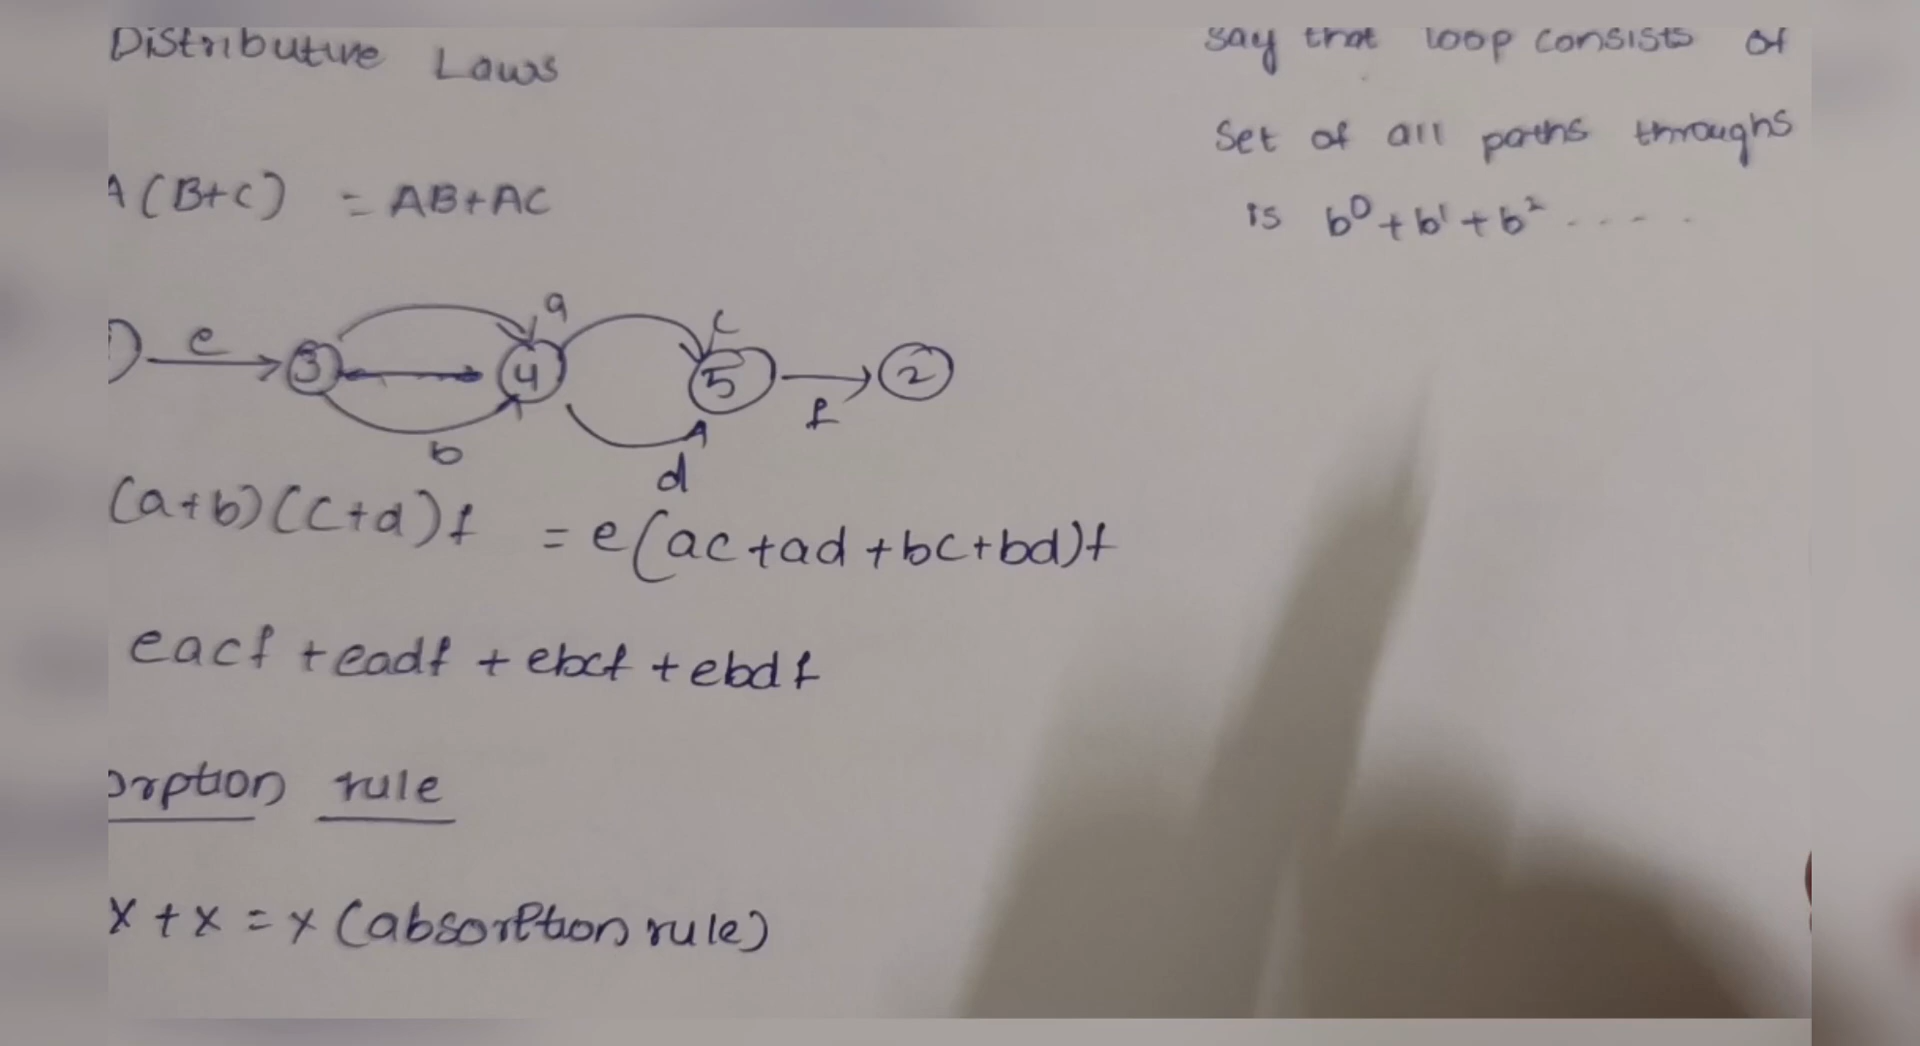 Distributive Laws
A(B+C) = AB+AC
e 3 a 4 c 5 2
b d f
(a+b)(c+d)f = e(ac+ad+bc+bd)f
eacf + eadf + ebcf + ebdf
orption rule
x + x = x (absorption rule)
say that loop consists of
set of all paths throughs
is b⁰+b¹+b² .....